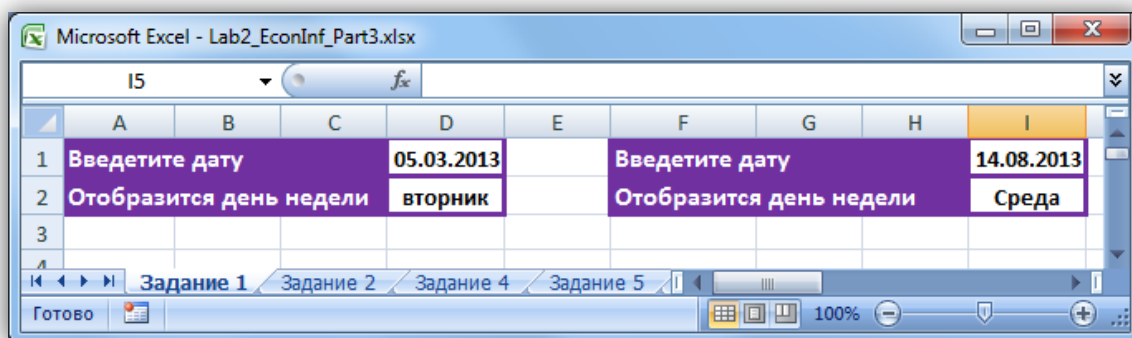 Microsoft Excel - Lab2_EconInf_Part3.xlsx
I5 fx
A B C D E F G H I
1 Введетите дату 05.03.2013 Введетите дату 14.08.2013
2 Отобразится день недели вторник Отобразится день недели Среда
3
4
Задание 1 Задание 2 Задание 4 Задание 5
Готово 100%